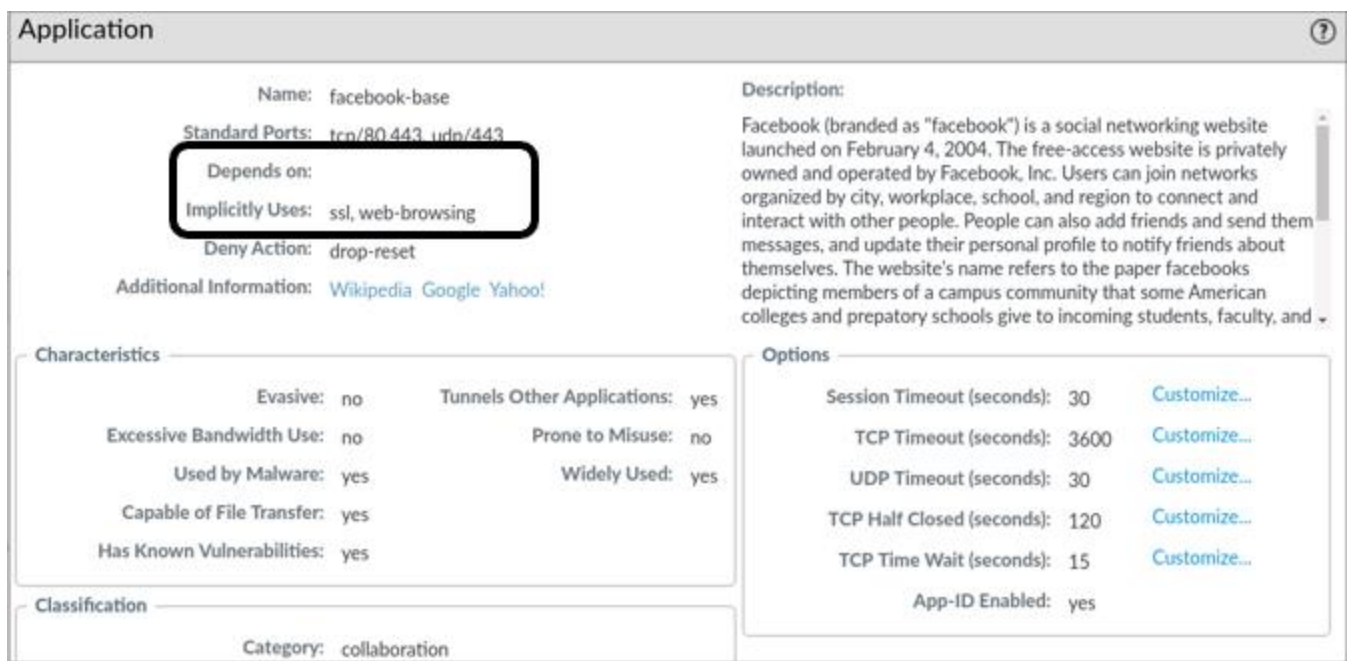 Application
Name: facebook-base
Standard Ports: tcp/80,443, udp/443
Depends on:
Implicitly Uses: ssl, web-browsing
Deny Action: drop-reset
Additional Information: Wikipedia Google Yahoo!
Description:
Facebook (branded as "facebook") is a social networking website
launched on February 4, 2004. The free-access website is privately
owned and operated by Facebook, Inc. Users can join networks
organized by city, workplace, school, and region to connect and
interact with other people. People can also add friends and send them
messages, and update their personal profile to notify friends about
themselves. The website's name refers to the paper facebooks
depicting members of a campus community that some American
colleges and prepatory schools give to incoming students, faculty, and
Characteristics
Evasive: no Tunnels Other Applications: yes
Excessive Bandwidth Use: no Prone to Misuse: no
Used by Malware: yes Widely Used: yes
Capable of File Transfer: yes
Has Known Vulnerabilities: yes
Options
Session Timeout (seconds): 30 Customize...
TCP Timeout (seconds): 3600 Customize...
UDP Timeout (seconds): 30 Customize...
TCP Half Closed (seconds): 120 Customize...
TCP Time Wait (seconds): 15 Customize...
App-ID Enabled: yes
Classification
Category: collaboration